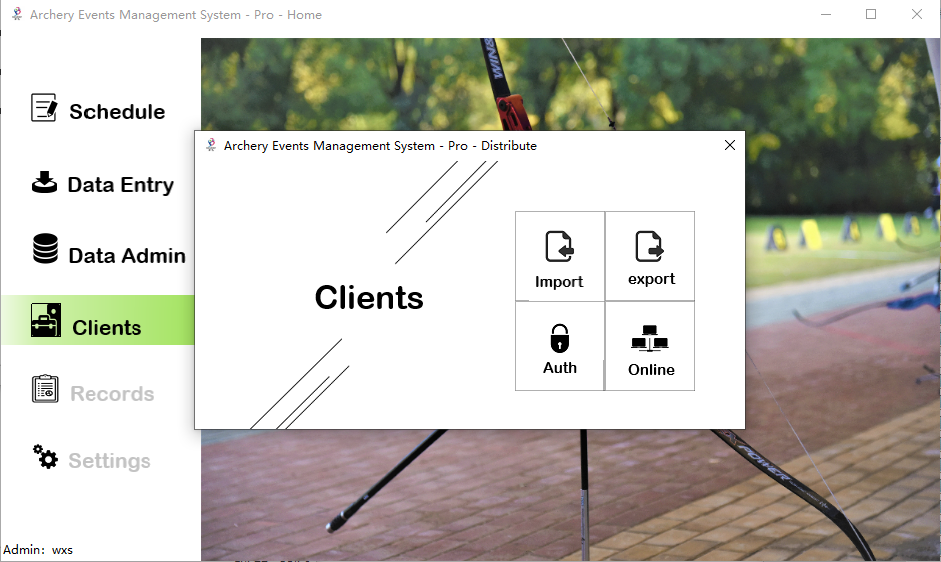 Archery Events Management System - Pro - Home
Schedule
Data Entry
Data Admin
Clients
Records
Settings
Admin: wxs
Archery Events Management System - Pro - Distribute
Clients
Import
export
Auth
Online
POWER